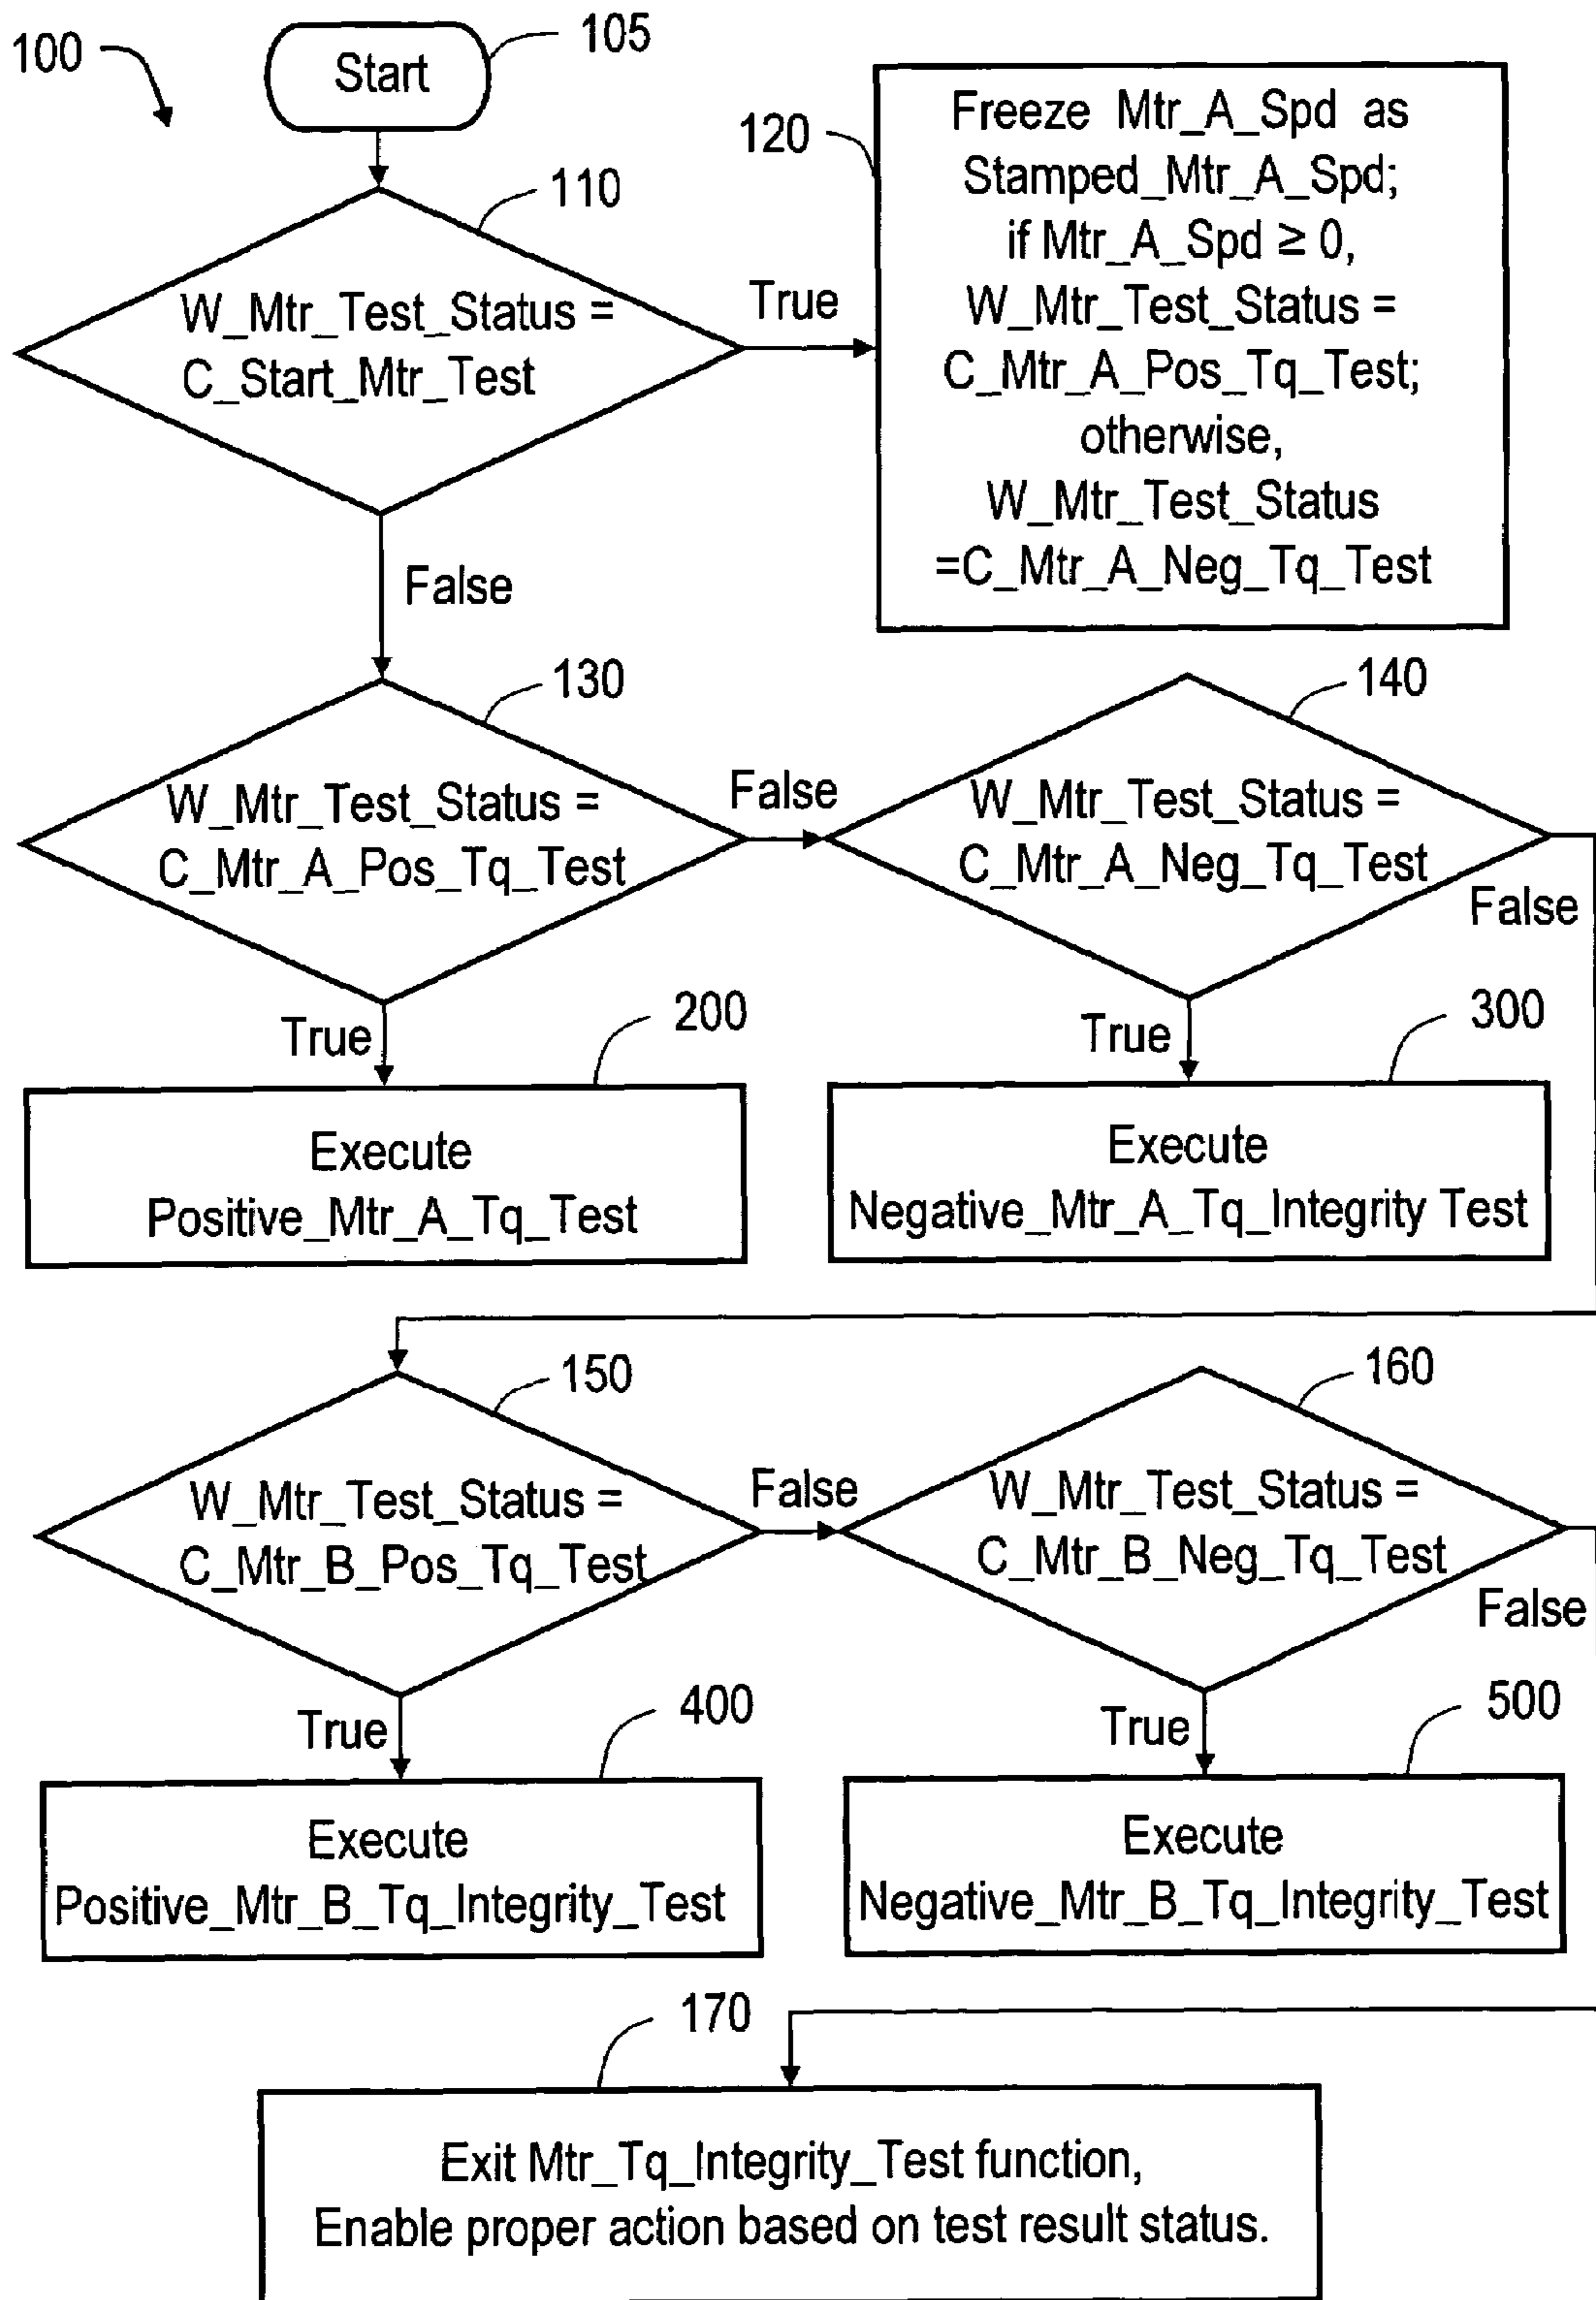 100
Start
105
110
W_Mtr_Test_Status =
C_Start_Mtr_Test
True
120
Freeze Mtr_A_Spd as
Stamped_Mtr_A_Spd;
if Mtr_A_Spd ≥ 0,
W_Mtr_Test_Status =
C_Mtr_A_Pos_Tq_Test;
otherwise,
W_Mtr_Test_Status
=C_Mtr_A_Neg_Tq_Test
False
130
W_Mtr_Test_Status =
C_Mtr_A_Pos_Tq_Test
False
140
W_Mtr_Test_Status =
C_Mtr_A_Neg_Tq_Test
False
True
200
Execute
Positive_Mtr_A_Tq_Test
True
300
Execute
Negative_Mtr_A_Tq_Integrity Test
150
W_Mtr_Test_Status =
C_Mtr_B_Pos_Tq_Test
False
160
W_Mtr_Test_Status =
C_Mtr_B_Neg_Tq_Test
False
True
400
Execute
Positive_Mtr_B_Tq_Integrity_Test
True
500
Execute
Negative_Mtr_B_Tq_Integrity_Test
170
Exit Mtr_Tq_Integrity_Test function,
Enable proper action based on test result status.